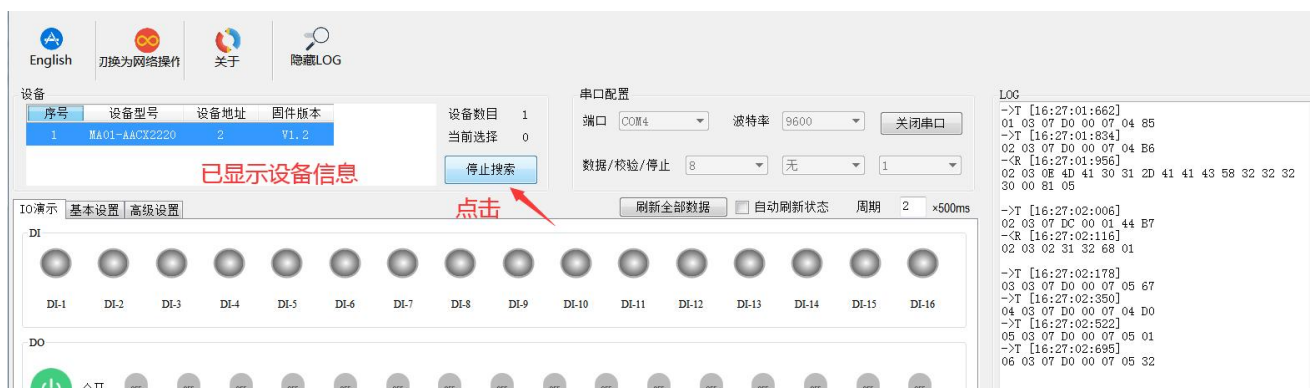 English 刀换为网络操作 关于 隐藏LOG
设备
序号 设备型号 设备地址 固件版本
1 MA01-AACX2220 2 V1.2
设备数目 1
当前选择 0
停止搜索
已显示设备信息
点击
串口配置
端口 COM4 波特率 9600 关闭串口
数据/校验/停止 8 无 1
IO演示 基本设置 高级设置
刷新全部数据 自动刷新状态 周期 2 ×500ms
DI
DI-1 DI-2 DI-3 DI-4 DI-5 DI-6 DI-7 DI-8 DI-9 DI-10 DI-11 DI-12 DI-13 DI-14 DI-15 DI-16
DO
LOG
->T [16:27:01:662]
01 03 07 D0 00 07 04 85
->T [16:27:01:834]
02 03 07 D0 00 07 04 B6
-<R [16:27:01:956]
02 03 0E 4D 41 30 31 2D 41 41 43 58 32 32 32
30 00 81 05
->T [16:27:02:006]
02 03 07 DC 00 01 44 B7
-<R [16:27:02:116]
02 03 02 31 32 68 01
->T [16:27:02:178]
03 03 07 D0 00 07 05 67
->T [16:27:02:350]
04 03 07 D0 00 07 04 D0
->T [16:27:02:522]
05 03 07 D0 00 07 05 01
->T [16:27:02:695]
06 03 07 D0 00 07 05 32